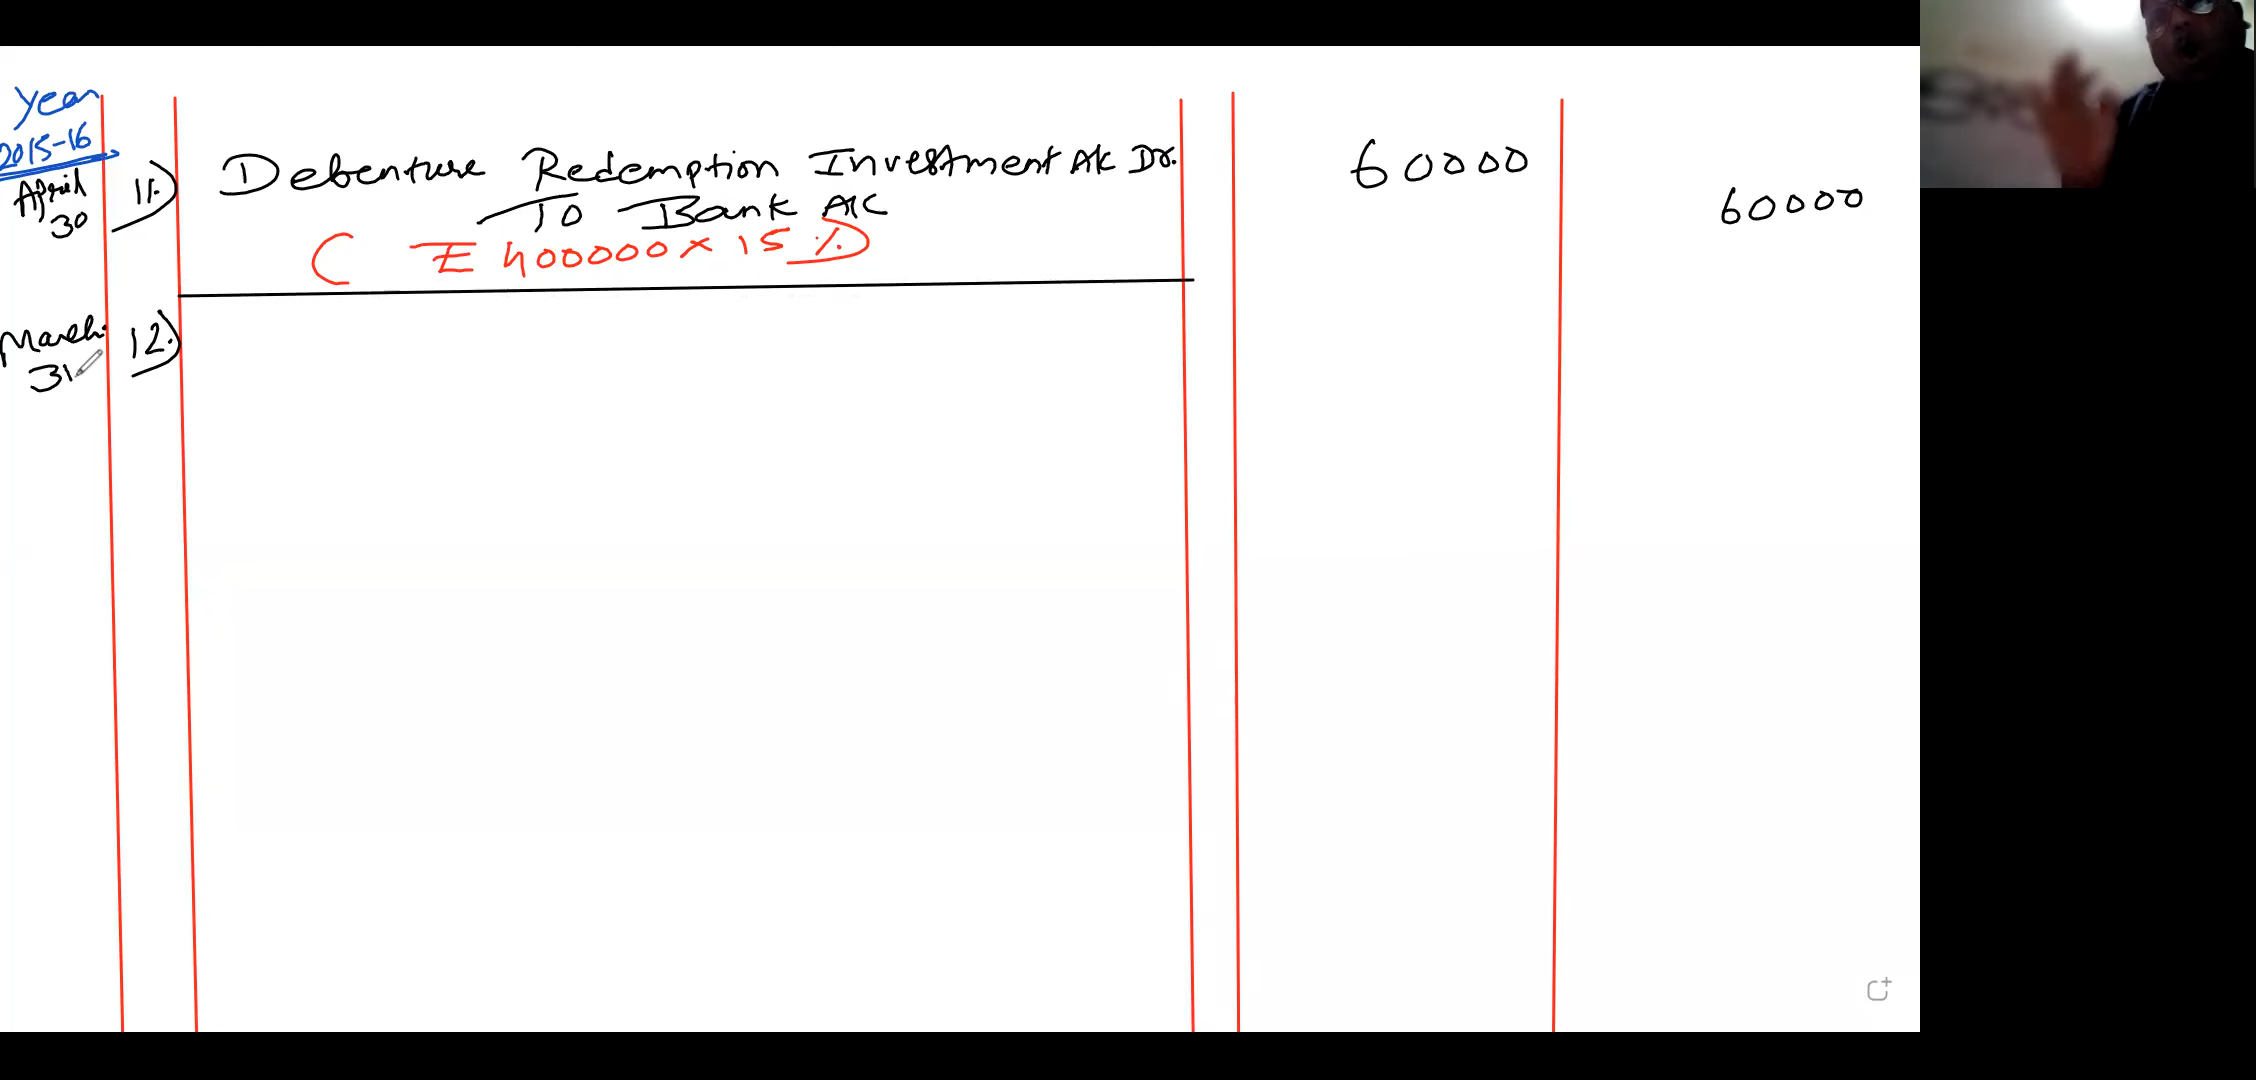 Year
2015-16
April
30
11.)
Debenture Redemption Investment A/c Dr.
To Bank A/c
( ₹ 400000 x 15%)
60000
60000
March
31
12.)